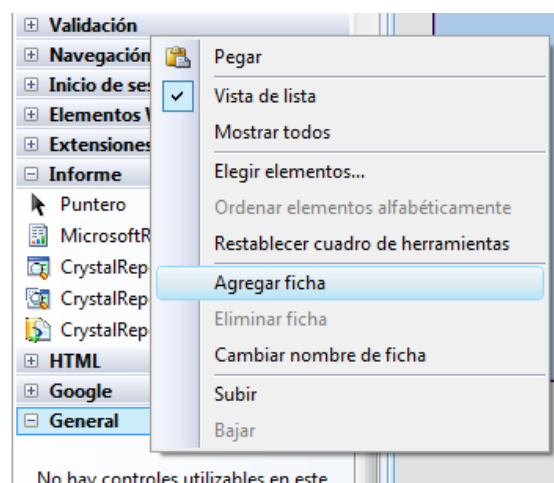 Validación
Navegación
Inicio de ses
Elementos
Extensiones
Informe
Puntero
MicrosoftR
CrystalRep
CrystalRep
CrystalRep
HTML
Google
General
No hay controles utilizables en este
Pegar
Vista de lista
Mostrar todos
Elegir elementos...
Ordenar elementos alfabéticamente
Restablecer cuadro de herramientas
Agregar ficha
Eliminar ficha
Cambiar nombre de ficha
Subir
Bajar